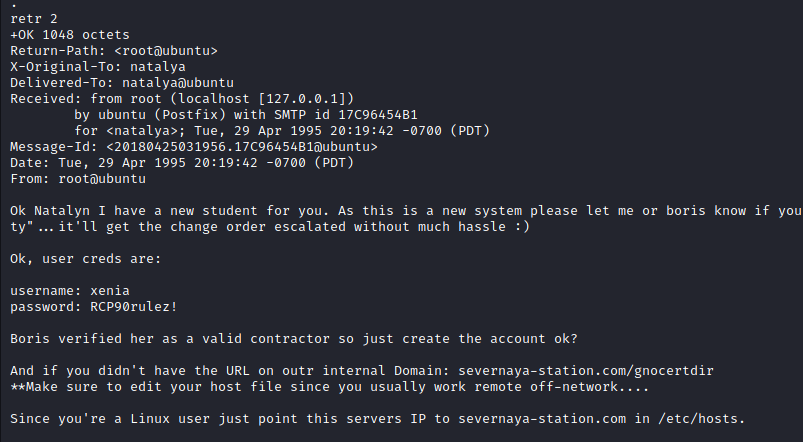 .
retr 2
+OK 1048 octets
Return-Path: <root@ubuntu>
X-Original-To: natalya
Delivered-To: natalya@ubuntu
Received: from root (localhost [127.0.0.1])
        by ubuntu (Postfix) with SMTP id 17C96454B1
        for <natalya>; Tue, 29 Apr 1995 20:19:42 -0700 (PDT)
Message-Id: <20180425031956.17C96454B1@ubuntu>
Date: Tue, 29 Apr 1995 20:19:42 -0700 (PDT)
From: root@ubuntu

Ok Natalyn I have a new student for you. As this is a new system please let me or boris know if you
ty"...it'll get the change order escalated without much hassle :)

Ok, user creds are:

username: xenia
password: RCP90rulez!

Boris verified her as a valid contractor so just create the account ok?

And if you didn't have the URL on outr internal Domain: severnaya-station.com/gnocertdir
**Make sure to edit your host file since you usually work remote off-network....

Since you're a Linux user just point this servers IP to severnaya-station.com in /etc/hosts.